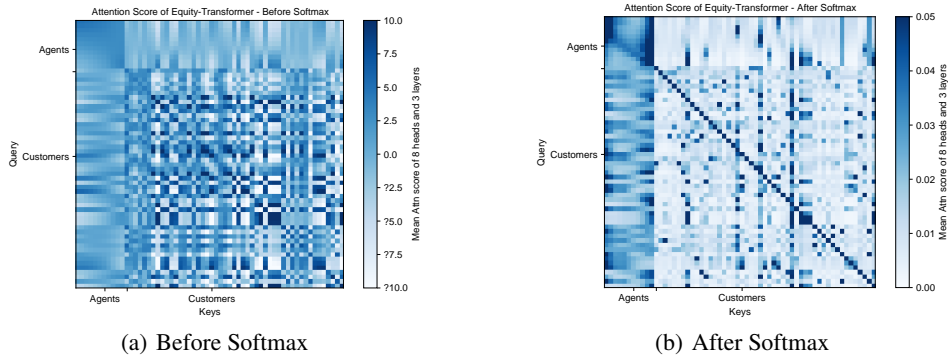 Attention Score of Equity-Transformer - Before Softmax
Agents
Customers
Query
Agents
Customers
Keys
10.0
7.5
5.0
2.5
0.0
?2.5
?5.0
?7.5
?10.0
Mean Attn score of 8 heads and 3 layers
(a) Before Softmax
Attention Score of Equity-Transformer - After Softmax
Agents
Customers
Query
Agents
Customers
Keys
0.05
0.04
0.03
0.02
0.01
0.00
Mean Attn score of 8 heads and 3 layers
(b) After Softmax